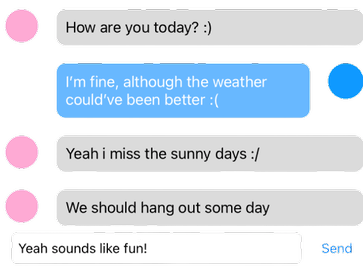 How are you today? :)
I'm fine, although the weather
could've been better :(
Yeah i miss the sunny days :/
We should hang out some day
Yeah sounds like fun! Send